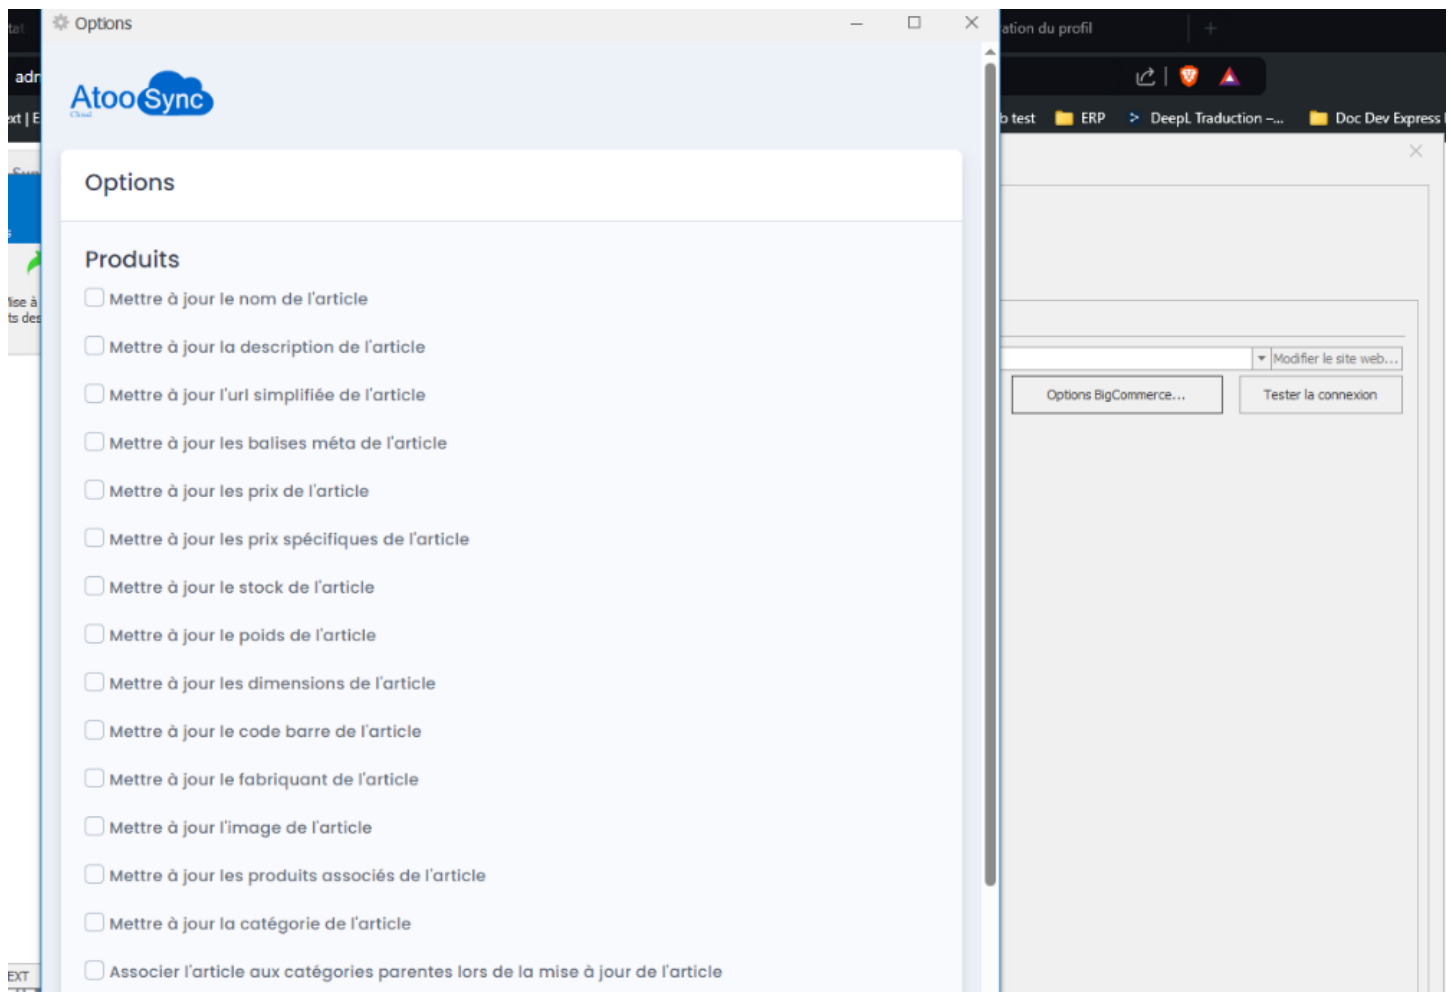 Options
ation du profil
adr
ext | E
b test
ERP
DeepL Traduction –...
Doc Dev Express
AtooSync
Cloud
Options
Produits
Mettre à jour le nom de l'article
Mettre à jour la description de l'article
Mettre à jour l'url simplifiée de l'article
Mettre à jour les balises méta de l'article
Mettre à jour les prix de l'article
Mettre à jour les prix spécifiques de l'article
Mettre à jour le stock de l'article
Mettre à jour le poids de l'article
Mettre à jour les dimensions de l'article
Mettre à jour le code barre de l'article
Mettre à jour le fabriquant de l'article
Mettre à jour l'image de l'article
Mettre à jour les produits associés de l'article
Mettre à jour la catégorie de l'article
Associer l'article aux catégories parentes lors de la mise à jour de l'article
ise à
ts des
EXT
Modifier le site web...
Options BigCommerce...
Tester la connexion